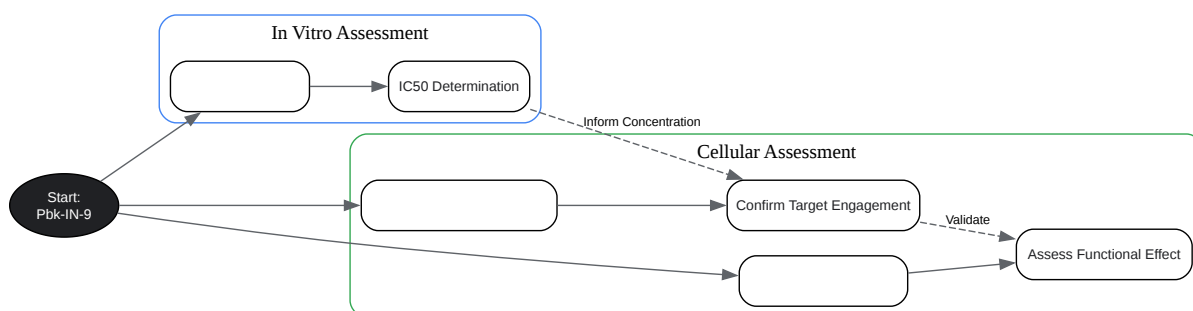 In Vitro Assessment
IC50 Determination
Inform Concentration
Cellular Assessment
Start:
Pbk-IN-9
Confirm Target Engagement
Validate
Assess Functional Effect